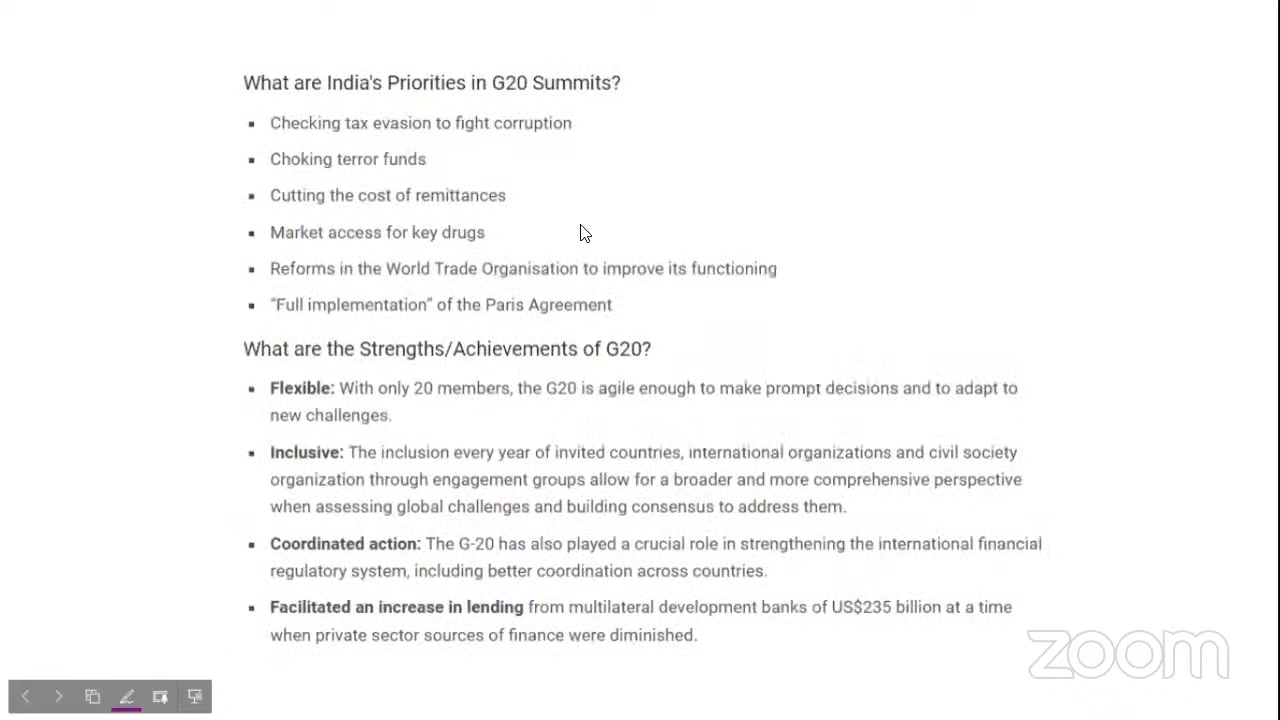 What are India's Priorities in G20 Summits?
▪ Checking tax evasion to fight corruption
▪ Choking terror funds
▪ Cutting the cost of remittances
▪ Market access for key drugs
▪ Reforms in the World Trade Organisation to improve its functioning
▪ “Full implementation” of the Paris Agreement
What are the Strengths/Achievements of G20?
▪ Flexible: With only 20 members, the G20 is agile enough to make prompt decisions and to adapt to
new challenges.
▪ Inclusive: The inclusion every year of invited countries, international organizations and civil society
organization through engagement groups allow for a broader and more comprehensive perspective
when assessing global challenges and building consensus to address them.
▪ Coordinated action: The G-20 has also played a crucial role in strengthening the international financial
regulatory system, including better coordination across countries.
▪ Facilitated an increase in lending from multilateral development banks of US$235 billion at a time
when private sector sources of finance were diminished.
zoom